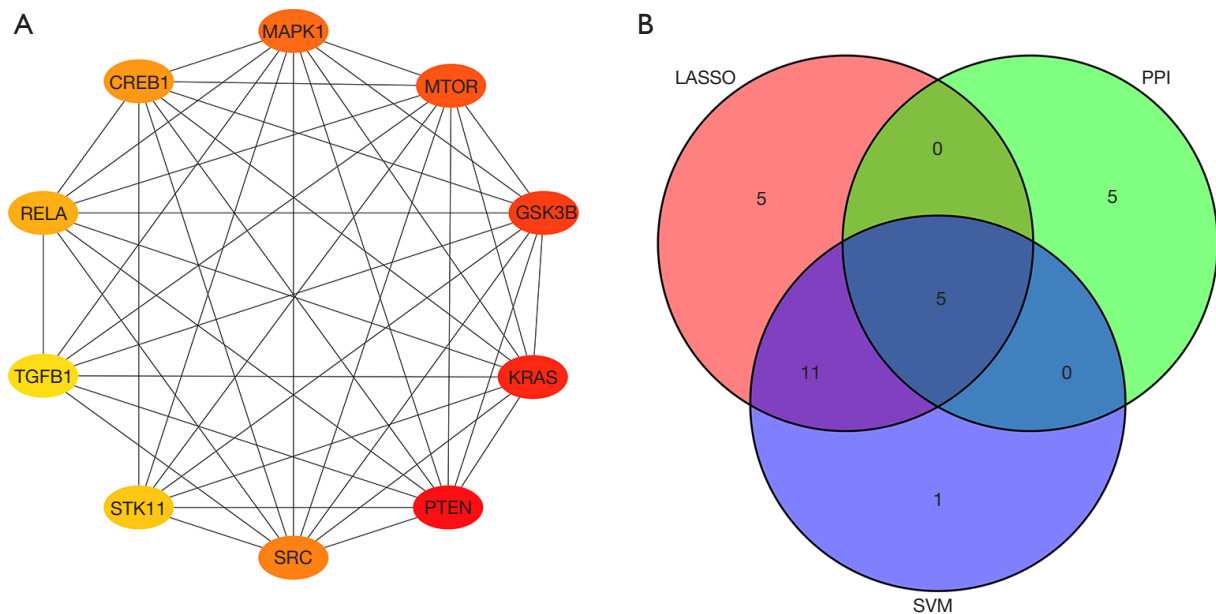 A
MAPK1
CREB1
MTOR
RELA
GSK3B
TGFB1
KRAS
STK11
PTEN
SRC
B
LASSO
PPI
0
5
5
5
11
0
1
SVM